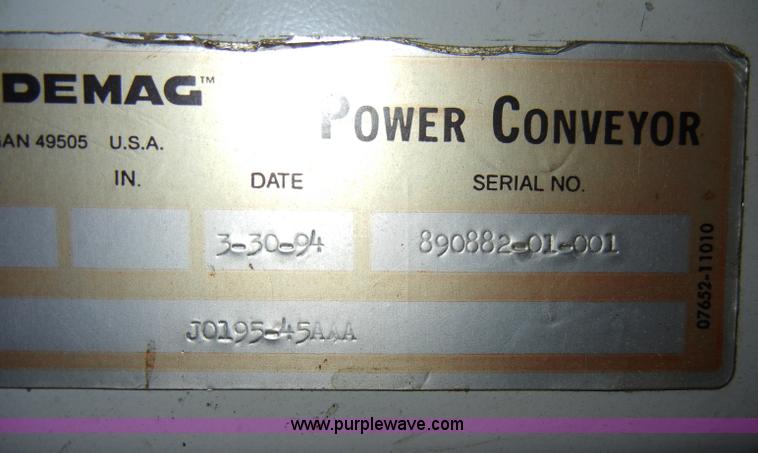 DEMAG™
POWER CONVEYOR
GAN 49505 U.S.A.
IN. DATE SERIAL NO.
3-30-94 890882-01-001
J0195-45AAA
07652-11010
www.purplewave.com